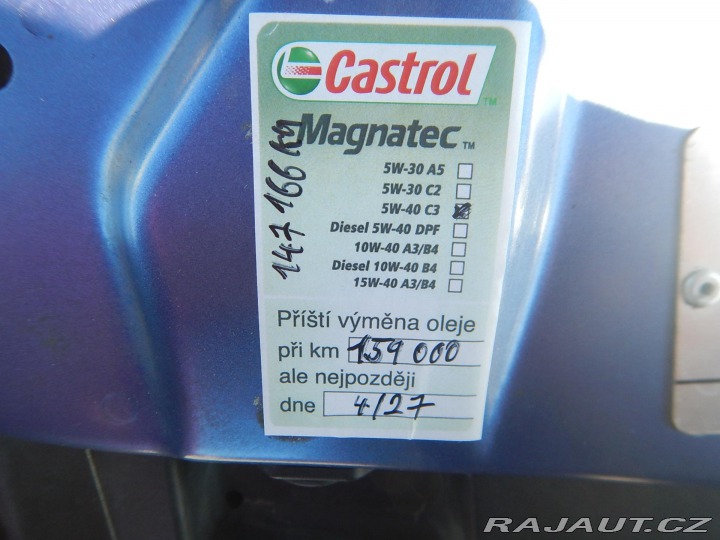 Castrol TM
Magnatec TM
147 166 km
5W-30 A5
5W-30 C2
5W-40 C3
Diesel 5W-40 DPF
10W-40 A3/B4
Diesel 10W-40 B4
15W-40 A3/B4
Příští výměna oleje
při km 159 000
ale nejpozději
dne 4/27
RAJAUT.CZ